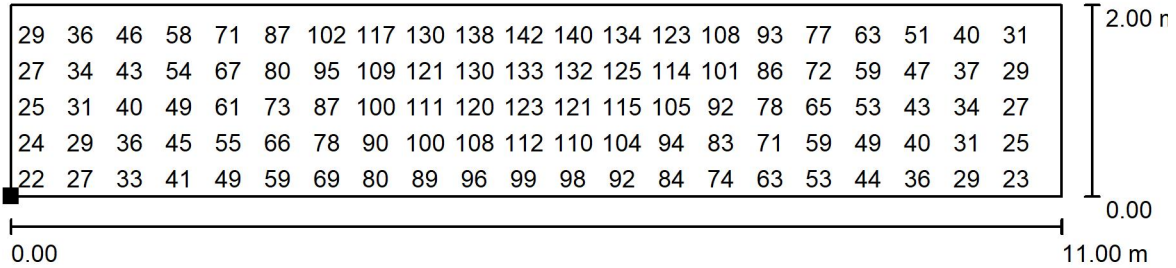 2.00 m
29 36 46 58 71 87 102 117 130 138 142 140 134 123 108 93 77 63 51 40 31
27 34 43 54 67 80 95 109 121 130 133 132 125 114 101 86 72 59 47 37 29
25 31 40 49 61 73 87 100 111 120 123 121 115 105 92 78 65 53 43 34 27
24 29 36 45 55 66 78 90 100 108 112 110 104 94 83 71 59 49 40 31 25
22 27 33 41 49 59 69 80 89 96 99 98 92 84 74 63 53 44 36 29 23
0.00
0.00 11.00 m